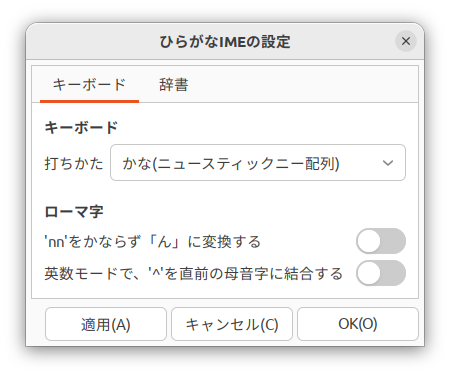 ひらがなIMEの設定
キーボード 辞書
キーボード
打ちかた かな(ニュースティックニー配列)
ローマ字
'nn'をかならず「ん」に変換する
英数モードで、'^'を直前の母音字に結合する
適用(A) キャンセル(C) OK(O)